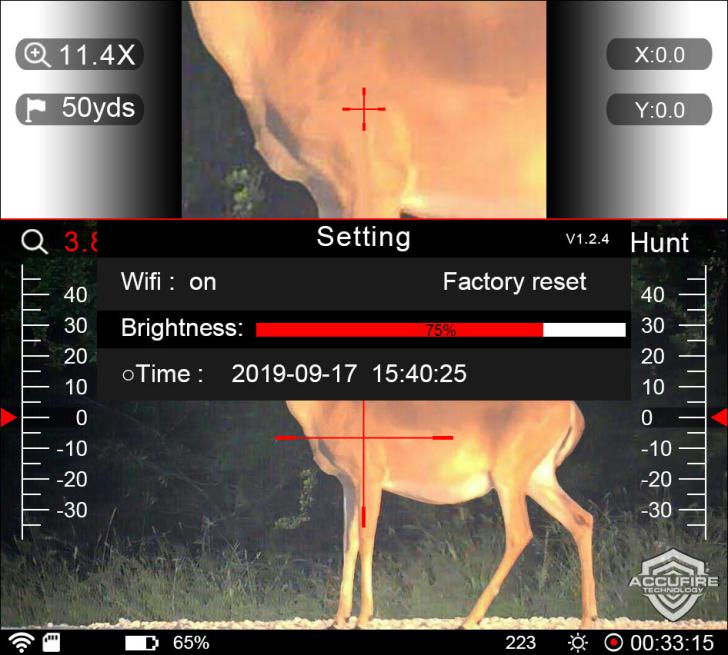 11.4X X:0.0
50yds Y:0.0
Setting V1.2.4 Hunt
3.8
Wifi : on Factory reset
Brightness: 75%
Time : 2019-09-17 15:40:25
40 40
30 30
20 20
10 10
0 0
-10 -10
-20 -20
-30 -30
ACCUFIRE
TECHNOLOGY
65% 223 00:33:15